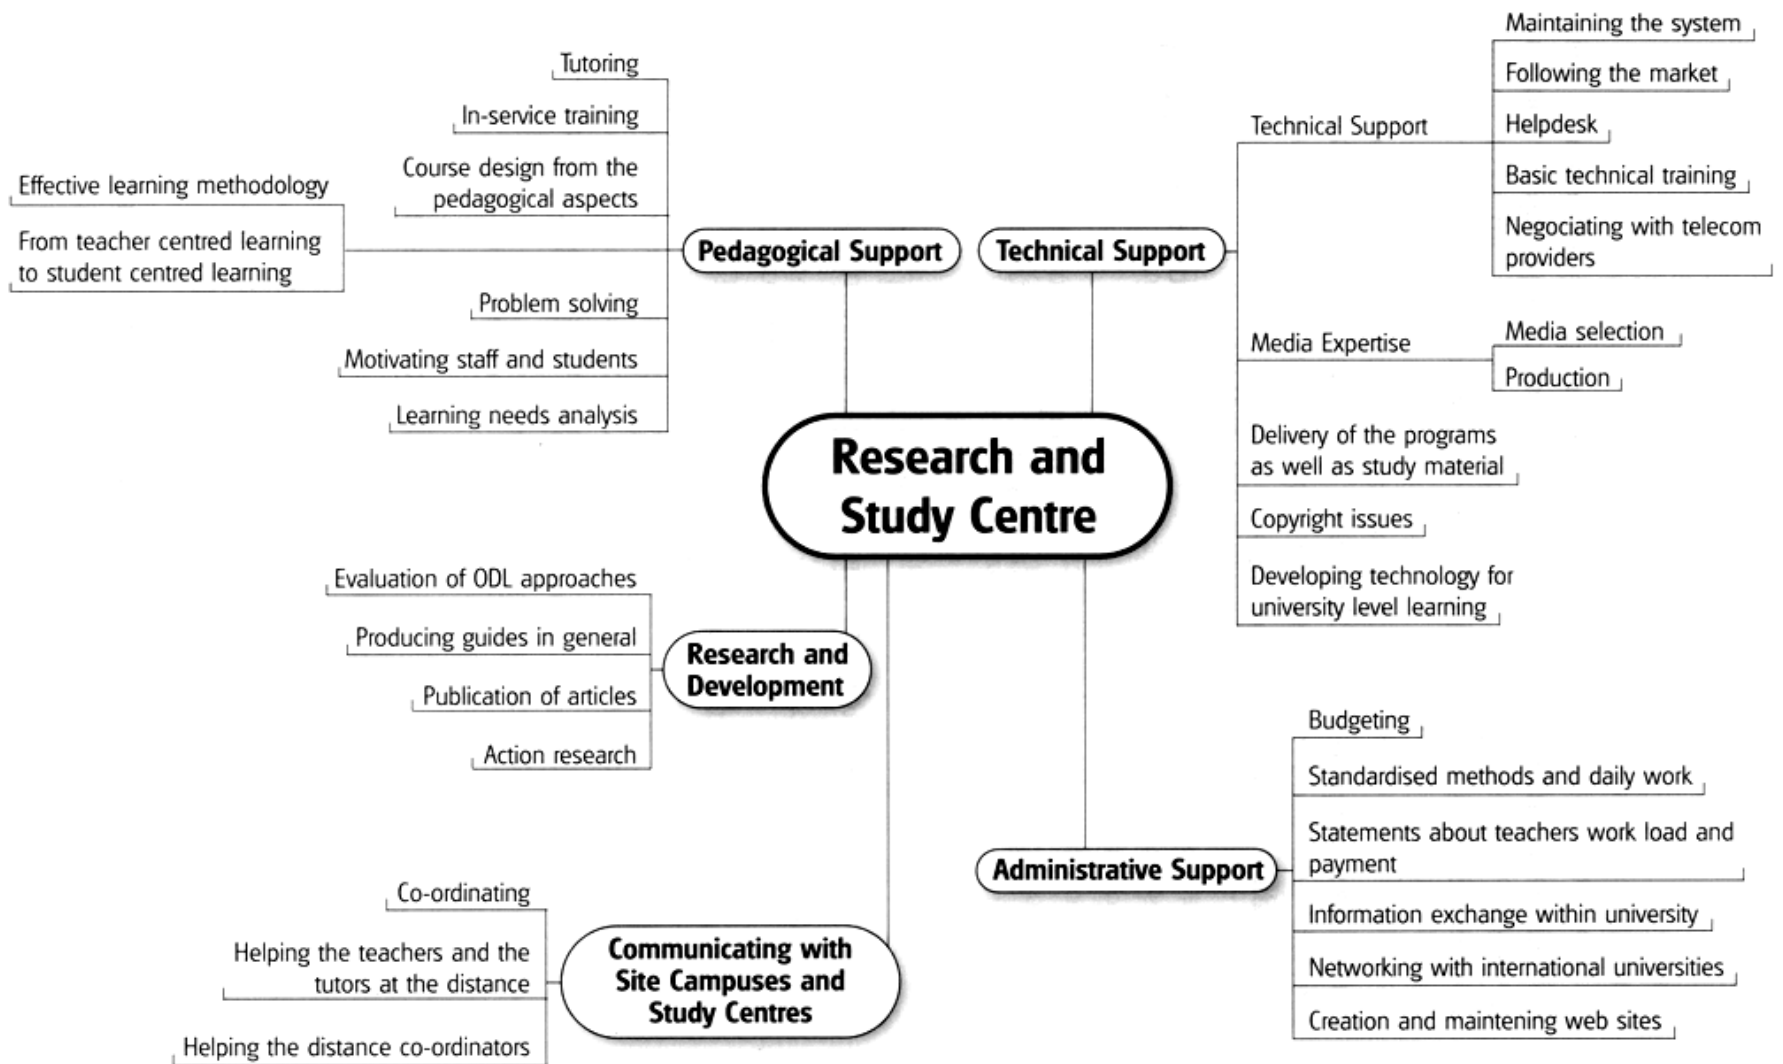 Tutoring
In-service training
Course design from the
pedagogical aspects
Effective learning methodology
From teacher centred learning
to student centred learning
Problem solving
Motivating staff and students
Learning needs analysis
Pedagogical Support
Technical Support
Technical Support
Maintaining the system
Following the market
Helpdesk
Basic technical training
Negociating with telecom
providers
Media Expertise
Media selection
Production
Delivery of the programs
as well as study material
Copyright issues
Developing technology for
university level learning
Research and
Study Centre
Evaluation of ODL approaches
Producing guides in general
Publication of articles
Action research
Research and
Development
Administrative Support
Budgeting
Standardised methods and daily work
Statements about teachers work load and
payment
Information exchange within university
Networking with international universities
Creation and maintening web sites
Co-ordinating
Helping the teachers and the
tutors at the distance
Helping the distance co-ordinators
Communicating with
Site Campuses and
Study Centres